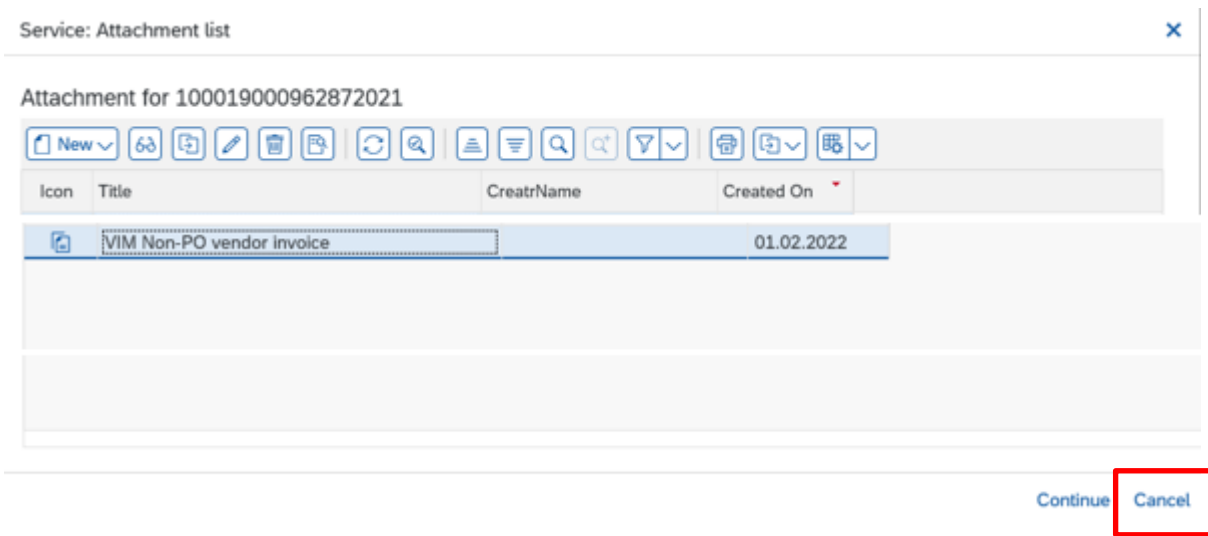 Service: Attachment list
Attachment for 100019000962872021
New
Icon Title CreatrName Created On
VIM Non-PO vendor invoice 01.02.2022
Continue Cancel